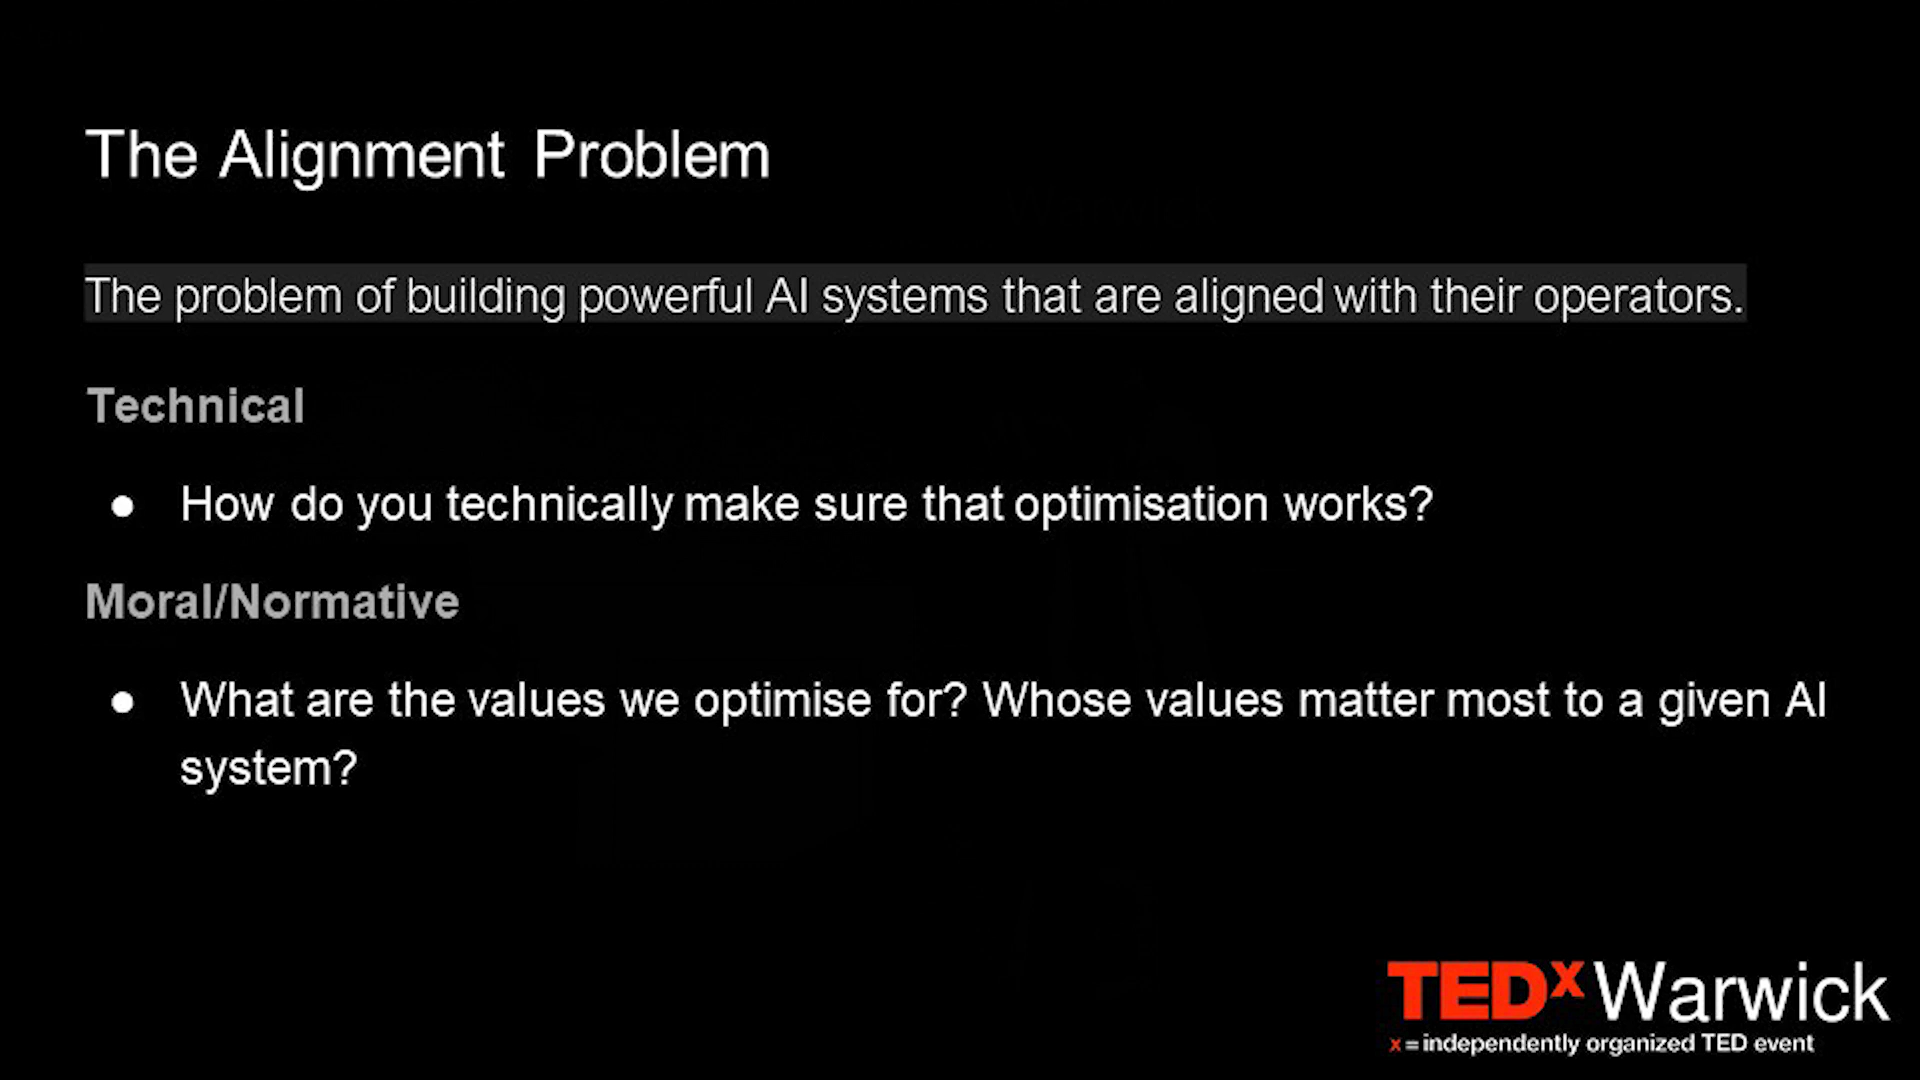 The Alignment Problem
The problem of building powerful AI systems that are aligned with their operators.
Technical
● How do you technically make sure that optimisation works?
Moral/Normative
● What are the values we optimise for? Whose values matter most to a given AI
system?
TEDxWarwick
x = independently organized TED event